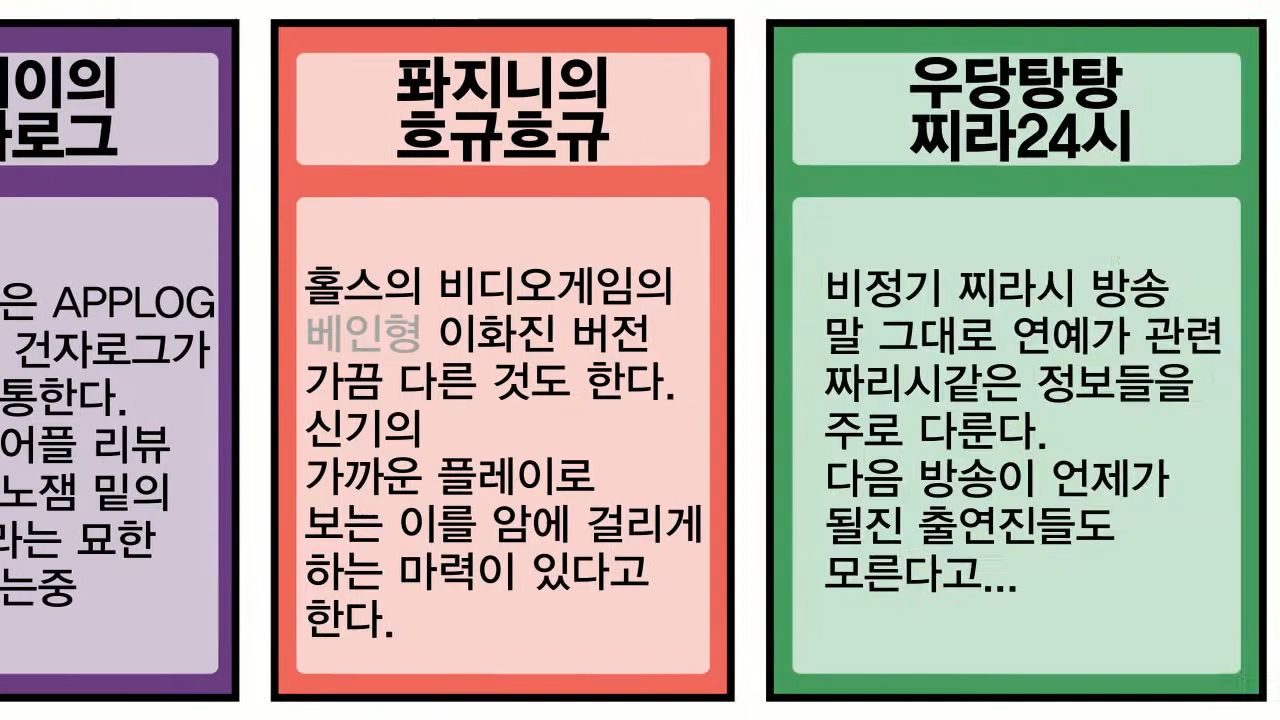 이의
로그
은 APPLOG
건자로그가
통한다.
어플 리뷰
노잼 밑의
라는 묘한
는중
퐈지니의
흐규흐규
홀스의 비디오게임의
베인형 이화진 버전
가끔 다른 것도 한다.
신기의
가까운 플레이로
보는 이를 암에 걸리게
하는 마력이 있다고
한다.
우당탕탕
찌라24시
비정기 찌라시 방송
말 그대로 연예가 관련
짜리시같은 정보들을
주로 다룬다.
다음 방송이 언제가
될진 출연진들도
모른다고...